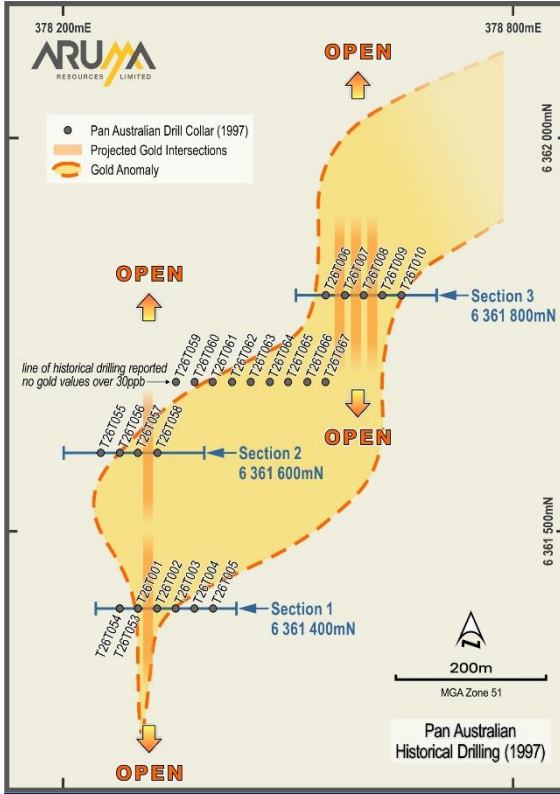 378 200mE
378 800mE
ARUMA
RESOURCES LIMITED
OPEN
Pan Australian Drill Collar (1997)
Projected Gold Intersections
Gold Anomaly
6 362 000mN
T26T006
T26T007
T26T008
T26T009
T26T010
OPEN
Section 3
6 361 800mN
T26T059
T26T060
T26T061
T26T062
T26T063
T26T064
T26T065
T26T066
T26T067
line of historical drilling reported
no gold values over 30ppb
OPEN
T26T055
T26T056
T26T057
T26T058
Section 2
6 361 600mN
6 361 500mN
T26T001
T26T002
T26T003
T26T004
T26T005
T26T054
T26T053
Section 1
6 361 400mN
N
200m
MGA Zone 51
Pan Australian
Historical Drilling (1997)
OPEN